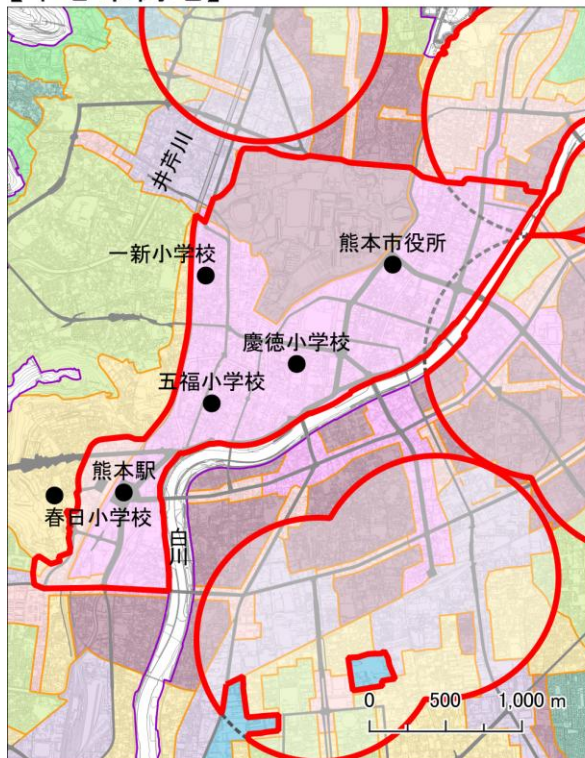 井芹川
一新小学校
熊本市役所
慶徳小学校
五福小学校
熊本駅
春日小学校
白川
0 500 1,000 m